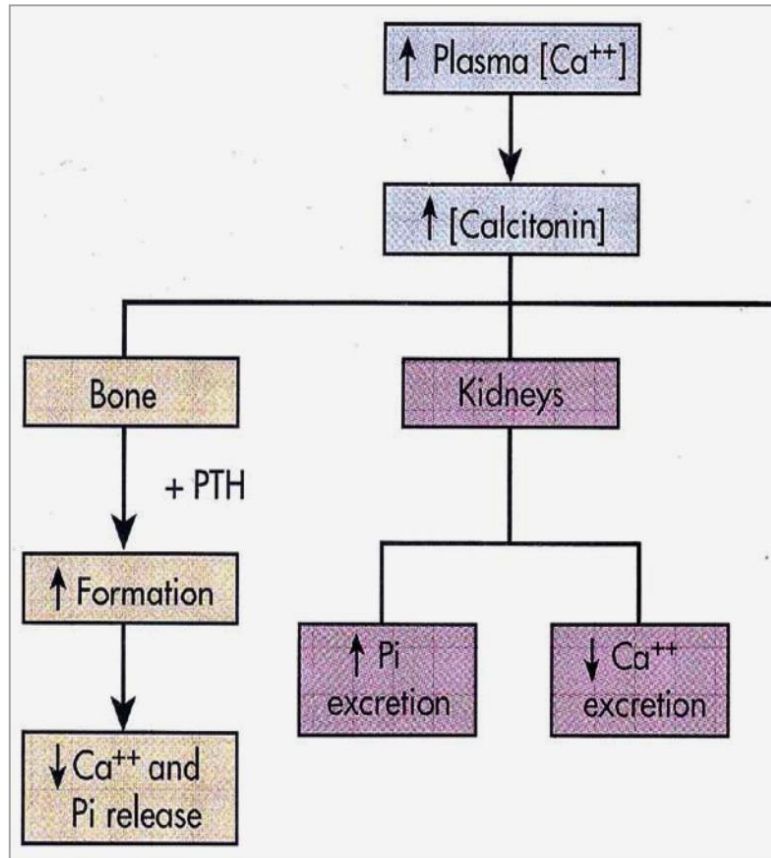 ↑ Plasma [Ca⁺⁺]
↑ [Calcitonin]
Bone
Kidneys
+ PTH
↑ Formation
↑ Pi
excretion
↓ Ca⁺⁺
excretion
↓ Ca⁺⁺ and
Pi release